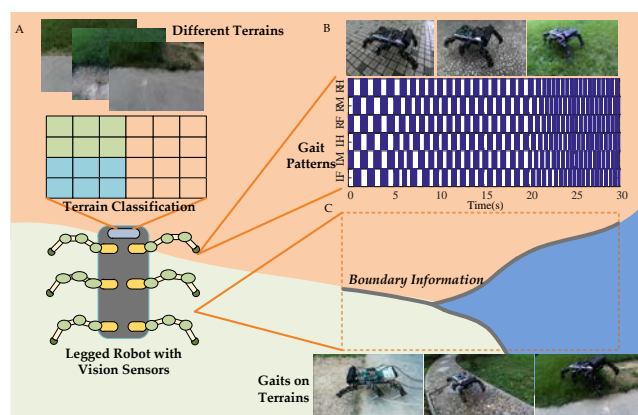 A
Different Terrains
Terrain Classification
Legged Robot with
Vision Sensors
B
Gait
Patterns
RH
RM
RF
LH
LM
LF
0 5 10 15 20 25 30
Time(s)
C
Boundary Information
Gaits on
Terrains